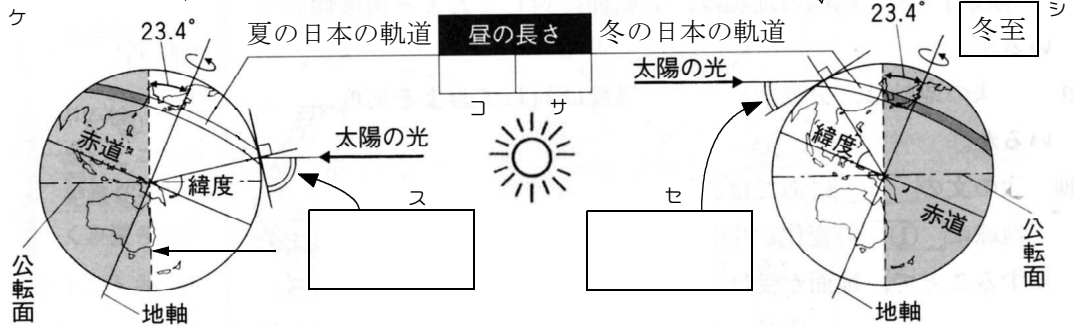 ケ
23.4°
夏の日本の軌道
昼の長さ
冬の日本の軌道
23.4°
シ
冬至
太陽の光
コ
サ
赤道
太陽の光
緯度
緯度
ス
セ
赤道
公転面
地軸
地軸
公転面